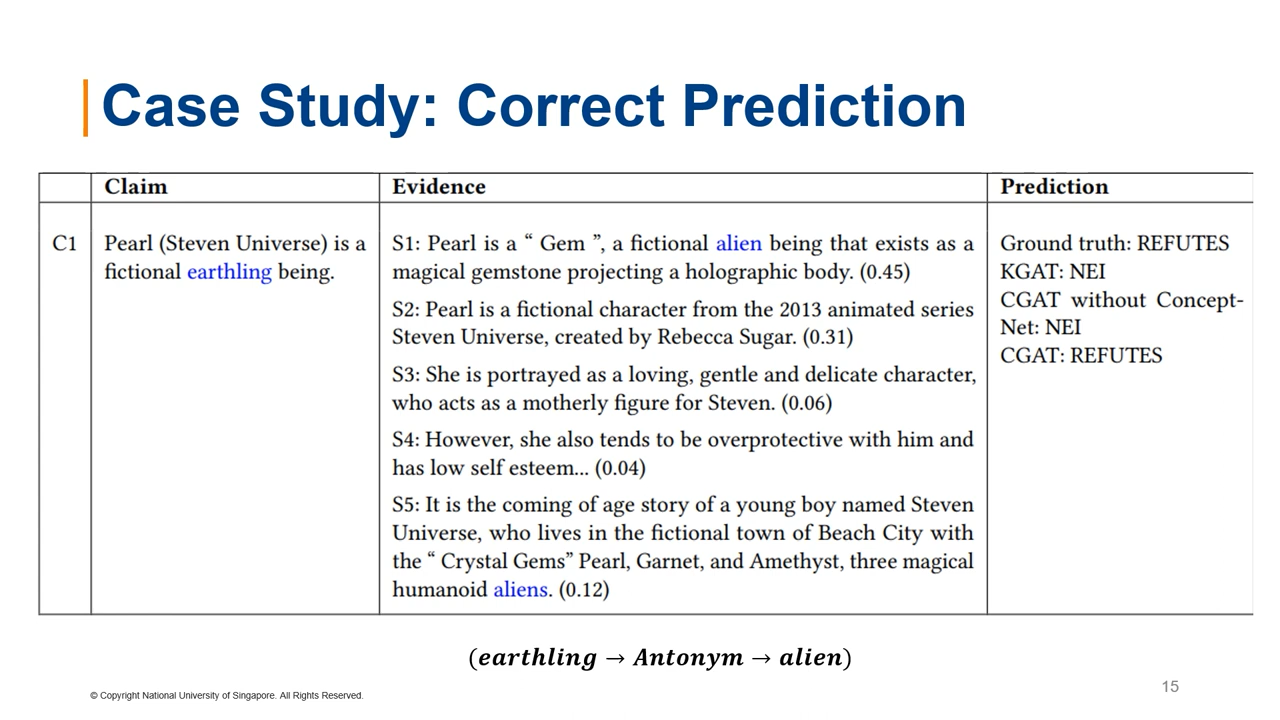 Case Study: Correct Prediction
Claim
Evidence
Prediction
C1
Pearl (Steven Universe) is a
fictional earthling being.
S1: Pearl is a “ Gem ”, a fictional alien being that exists as a
magical gemstone projecting a holographic body. (0.45)
S2: Pearl is a fictional character from the 2013 animated series
Steven Universe, created by Rebecca Sugar. (0.31)
S3: She is portrayed as a loving, gentle and delicate character,
who acts as a motherly figure for Steven. (0.06)
S4: However, she also tends to be overprotective with him and
has low self esteem... (0.04)
S5: It is the coming of age story of a young boy named Steven
Universe, who lives in the fictional town of Beach City with
the “ Crystal Gems” Pearl, Garnet, and Amethyst, three magical
humanoid aliens. (0.12)
Ground truth: REFUTES
KGAT: NEI
CGAT without Concept-
Net: NEI
CGAT: REFUTES
(earthling → Antonym → alien)
© Copyright National University of Singapore. All Rights Reserved.
15